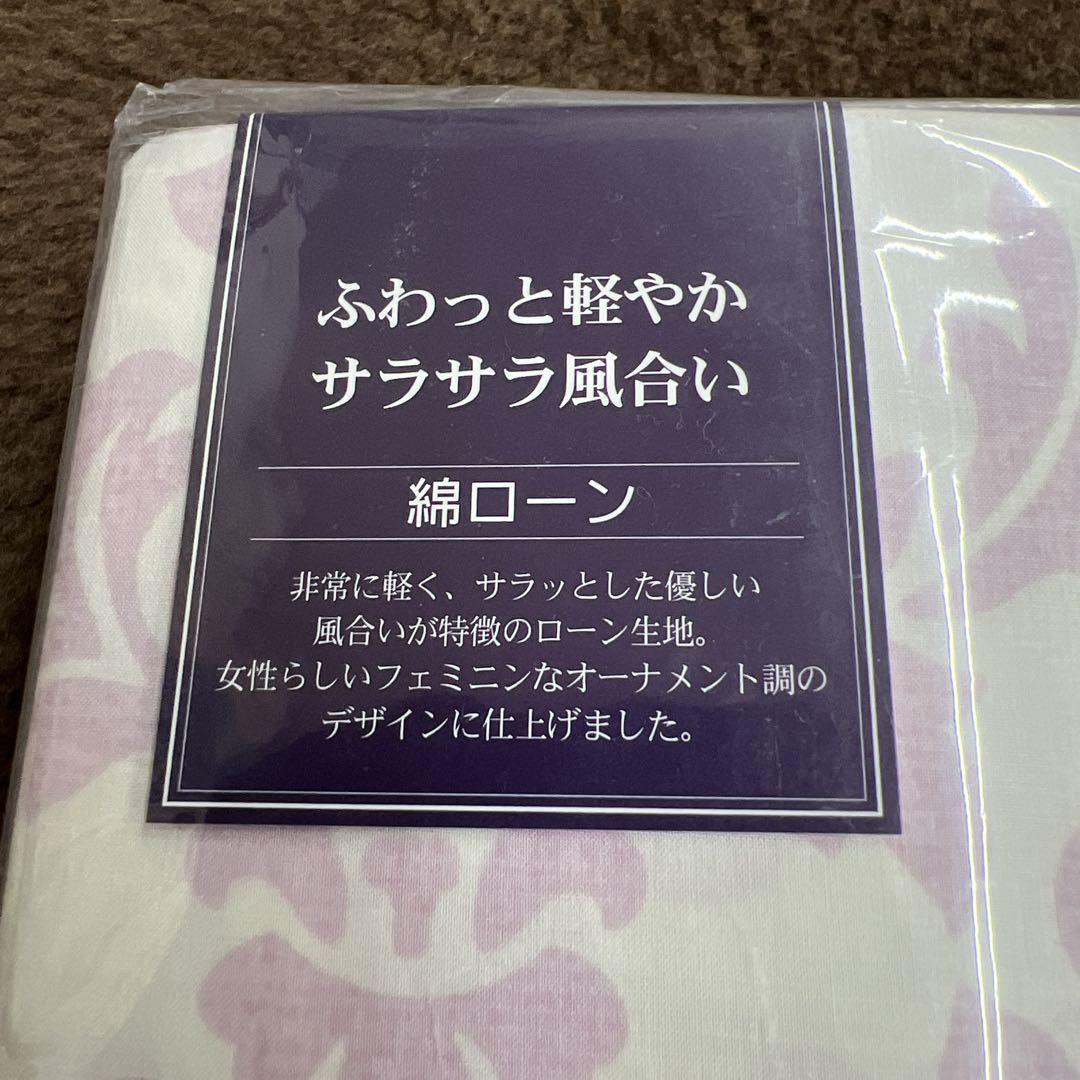 ふわっと軽やか
サラサラ風合い
綿ローン
非常に軽く、サラッとした優しい
風合いが特徴のローン生地。
女性らしいフェミニンなオーナメント調の
デザインに仕上げました。